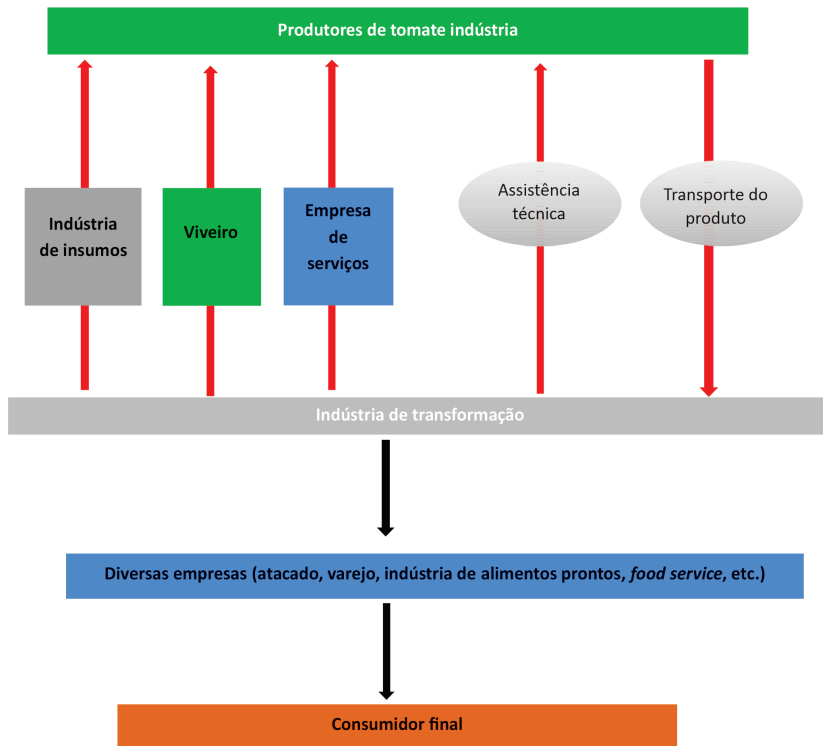 Produtores de tomate indústria
Indústria
de insumos
Viveiro
Empresa
de
serviços
Assistência
técnica
Transporte do
produto
Indústria de transformação
Diversas empresas (atacado, varejo, indústria de alimentos prontos, food service, etc.)
Consumidor final